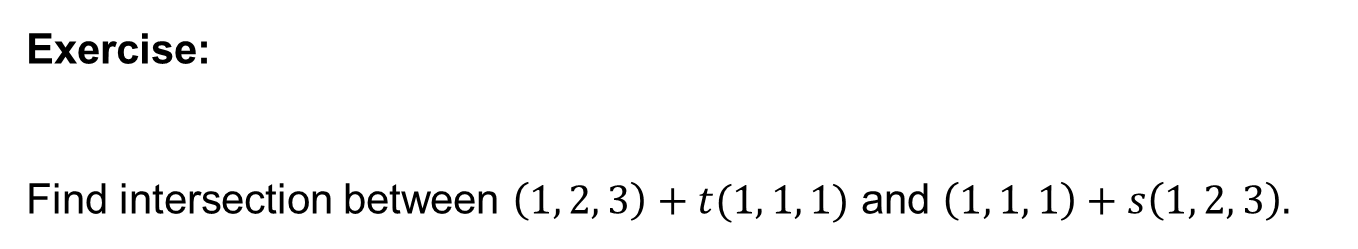 Exercise:
Find intersection between (1, 2, 3) + t(1, 1, 1) and (1, 1, 1) + s(1, 2, 3).